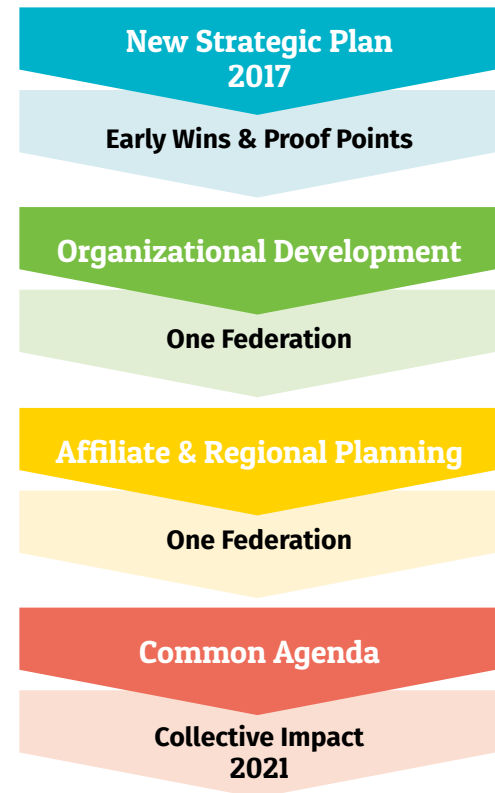 New Strategic Plan
2017
Early Wins & Proof Points
Organizational Development
One Federation
Affiliate & Regional Planning
One Federation
Common Agenda
Collective Impact
2021